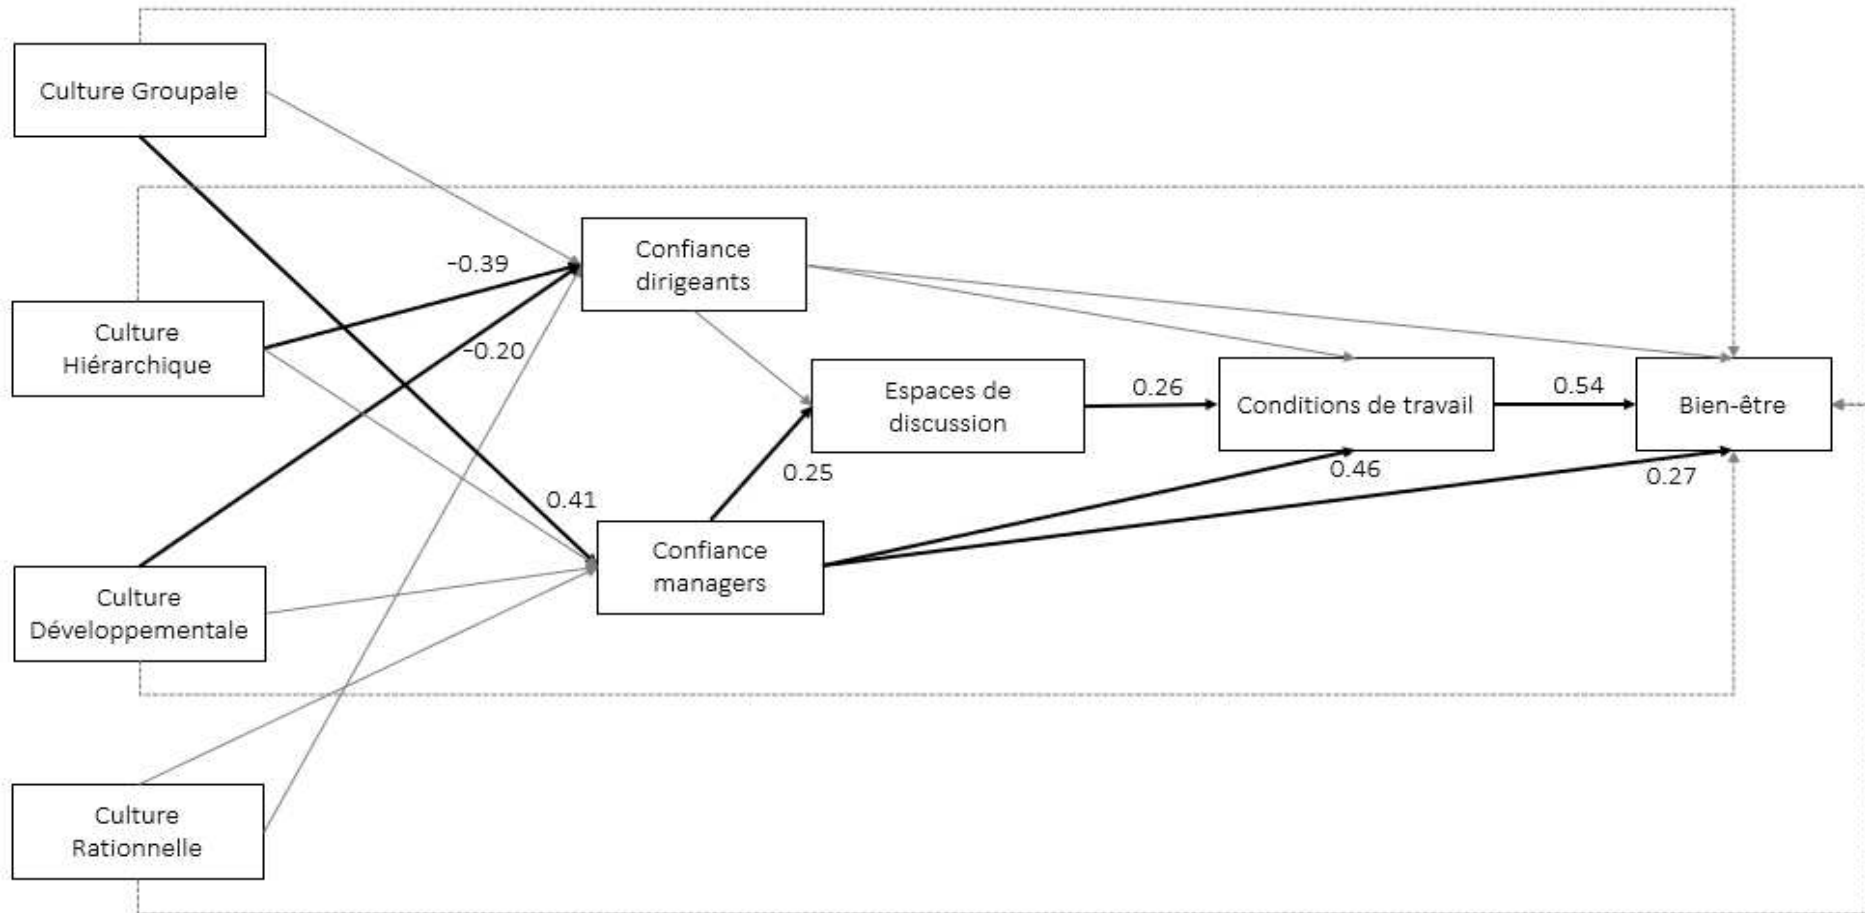 Culture Groupale
Confiance
dirigeants
−0.39
Culture
Hiérarchique
−0.20
Espaces de
discussion
0.26
Conditions de travail
0.54
Bien-être
0.25
0.46
0.27
0.41
Confiance
managers
Culture
Développementale
Culture
Rationnelle